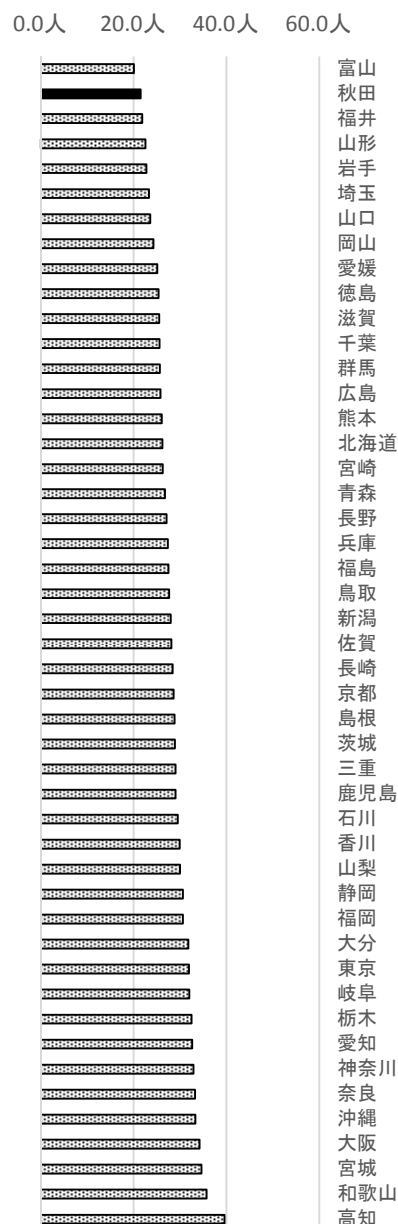 0.0人 20.0人 40.0人 60.0人
富山
秋田
福井
山形
岩手
埼玉
山口
岡山
愛媛
徳島
滋賀
千葉
群馬
広島
熊本
北海道
宮崎
青森
長野
兵庫
福島
鳥取
新潟
佐賀
長崎
京都
島根
茨城
三重
鹿児島
石川
香川
山梨
静岡
福岡
大分
東京
岐阜
栃木
愛知
神奈川
奈良
沖縄
大阪
宮城
和歌山
高知